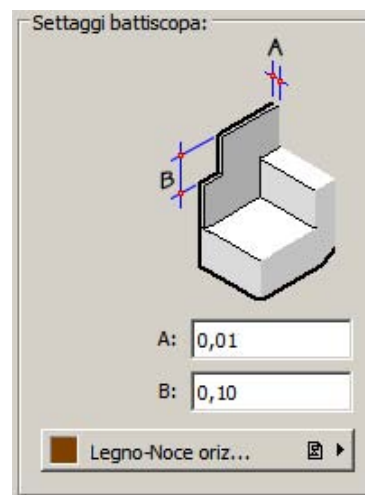 Settaggi battiscopa:
A
B
A: 0,01
B: 0,10
Legno-Noce oriz...